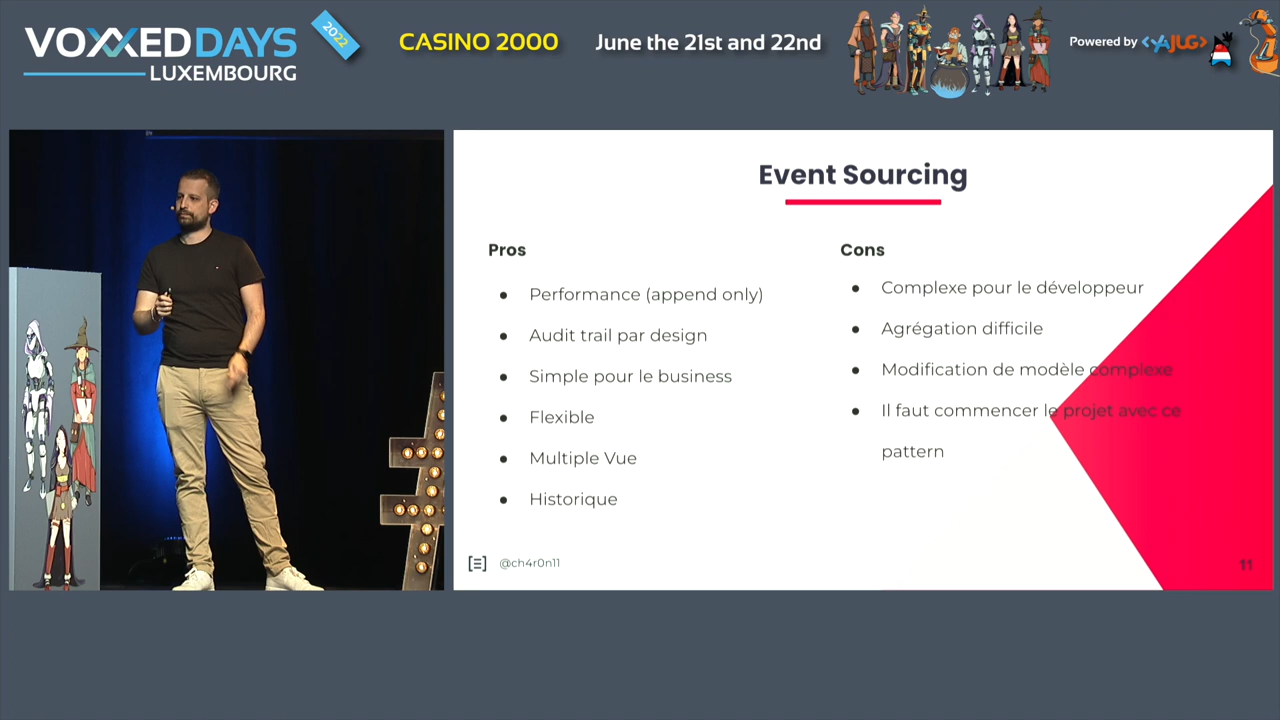 VOXXEDDAYS
LUXEMBOURG
2022
CASINO 2000
June the 21st and 22nd
Powered by <YAJUG>
Event Sourcing
Pros
Performance (append only)
Audit trail par design
Simple pour le business
Flexible
Multiple Vue
Historique
Cons
Complexe pour le développeur
Agrégation difficile
Modification de modèle complexe
Il faut commencer le projet avec ce
pattern
@ch4r0n11
11